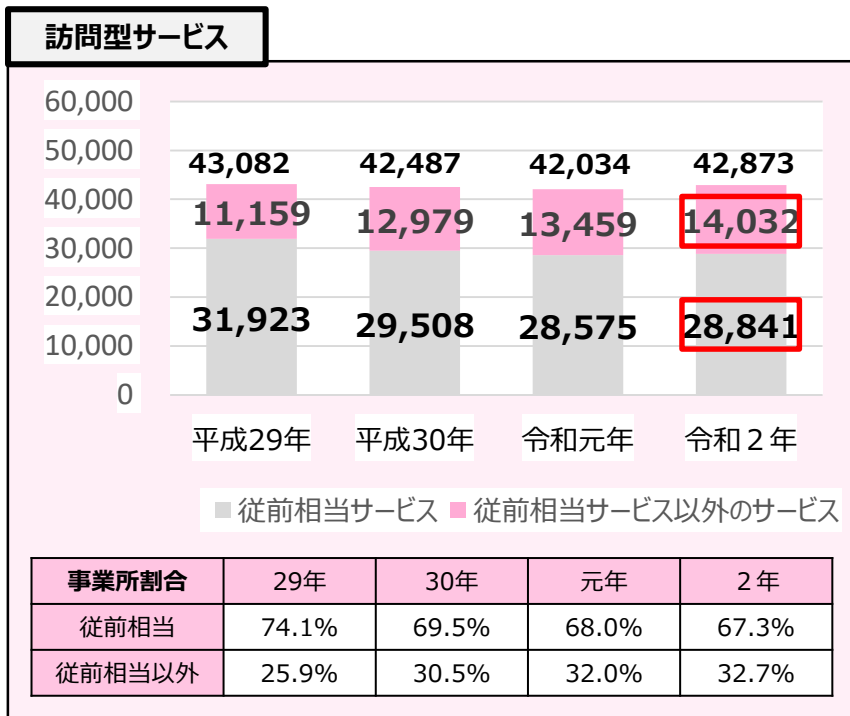 訪問型サービス
60,000
50,000
40,000
30,000
20,000
10,000
0
43,082 42,487 42,034 42,873
11,159 12,979 13,459 14,032
31,923 29,508 28,575 28,841
平成29年 平成30年 令和元年 令和２年
従前相当サービス 従前相当サービス以外のサービス
事業所割合 29年 30年 元年 ２年
従前相当 74.1% 69.5% 68.0% 67.3%
従前相当以外 25.9% 30.5% 32.0% 32.7%